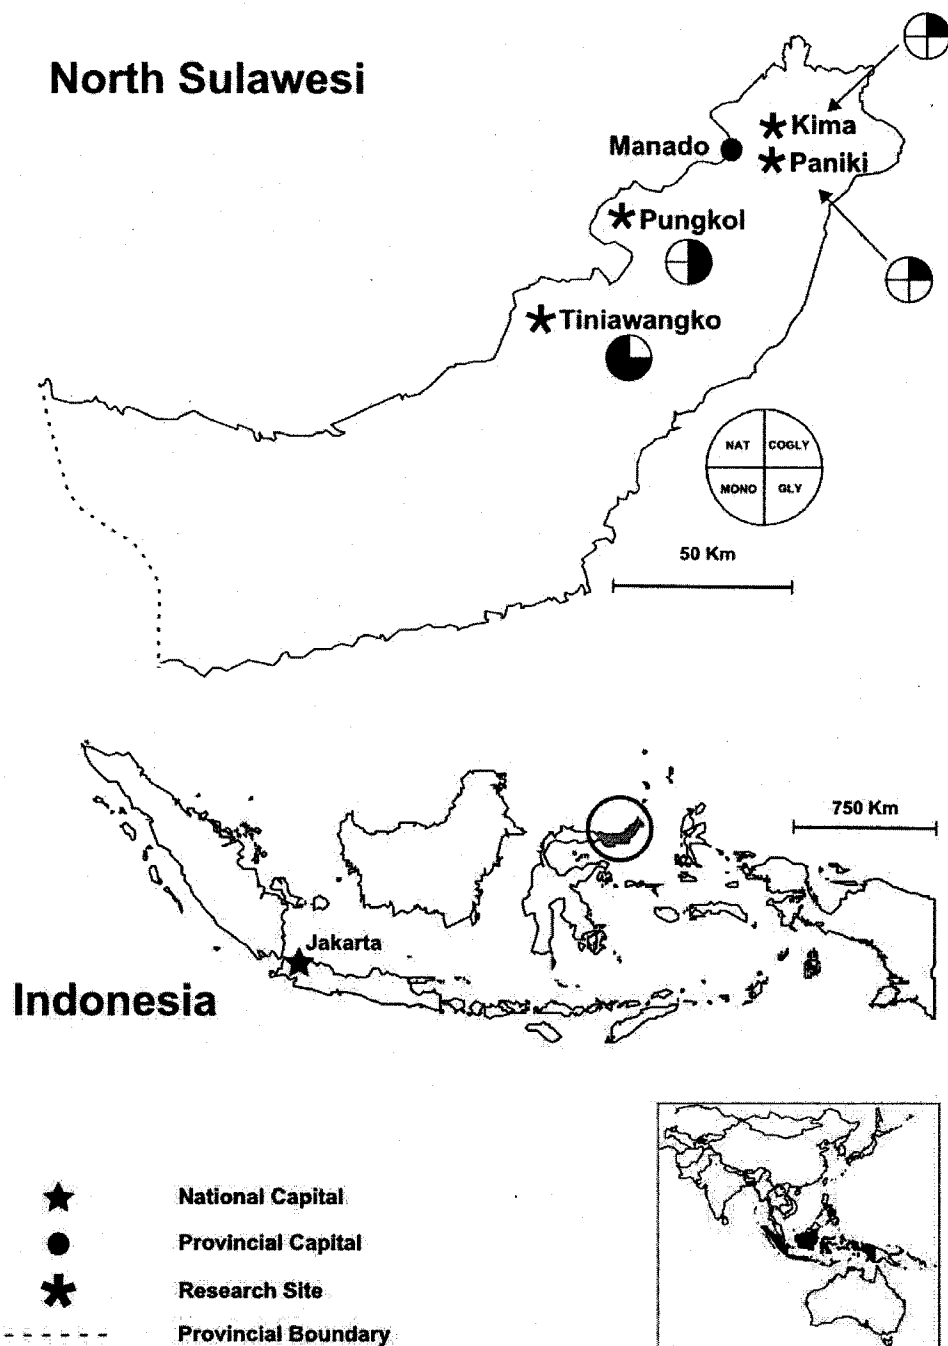 North Sulawesi
Kima
Manado
Paniki
Pungkol
Tiniawangko
NAT
COGLY
MONO
GLY
50 Km
750 Km
Jakarta
Indonesia
National Capital
Provincial Capital
Research Site
Provincial Boundary